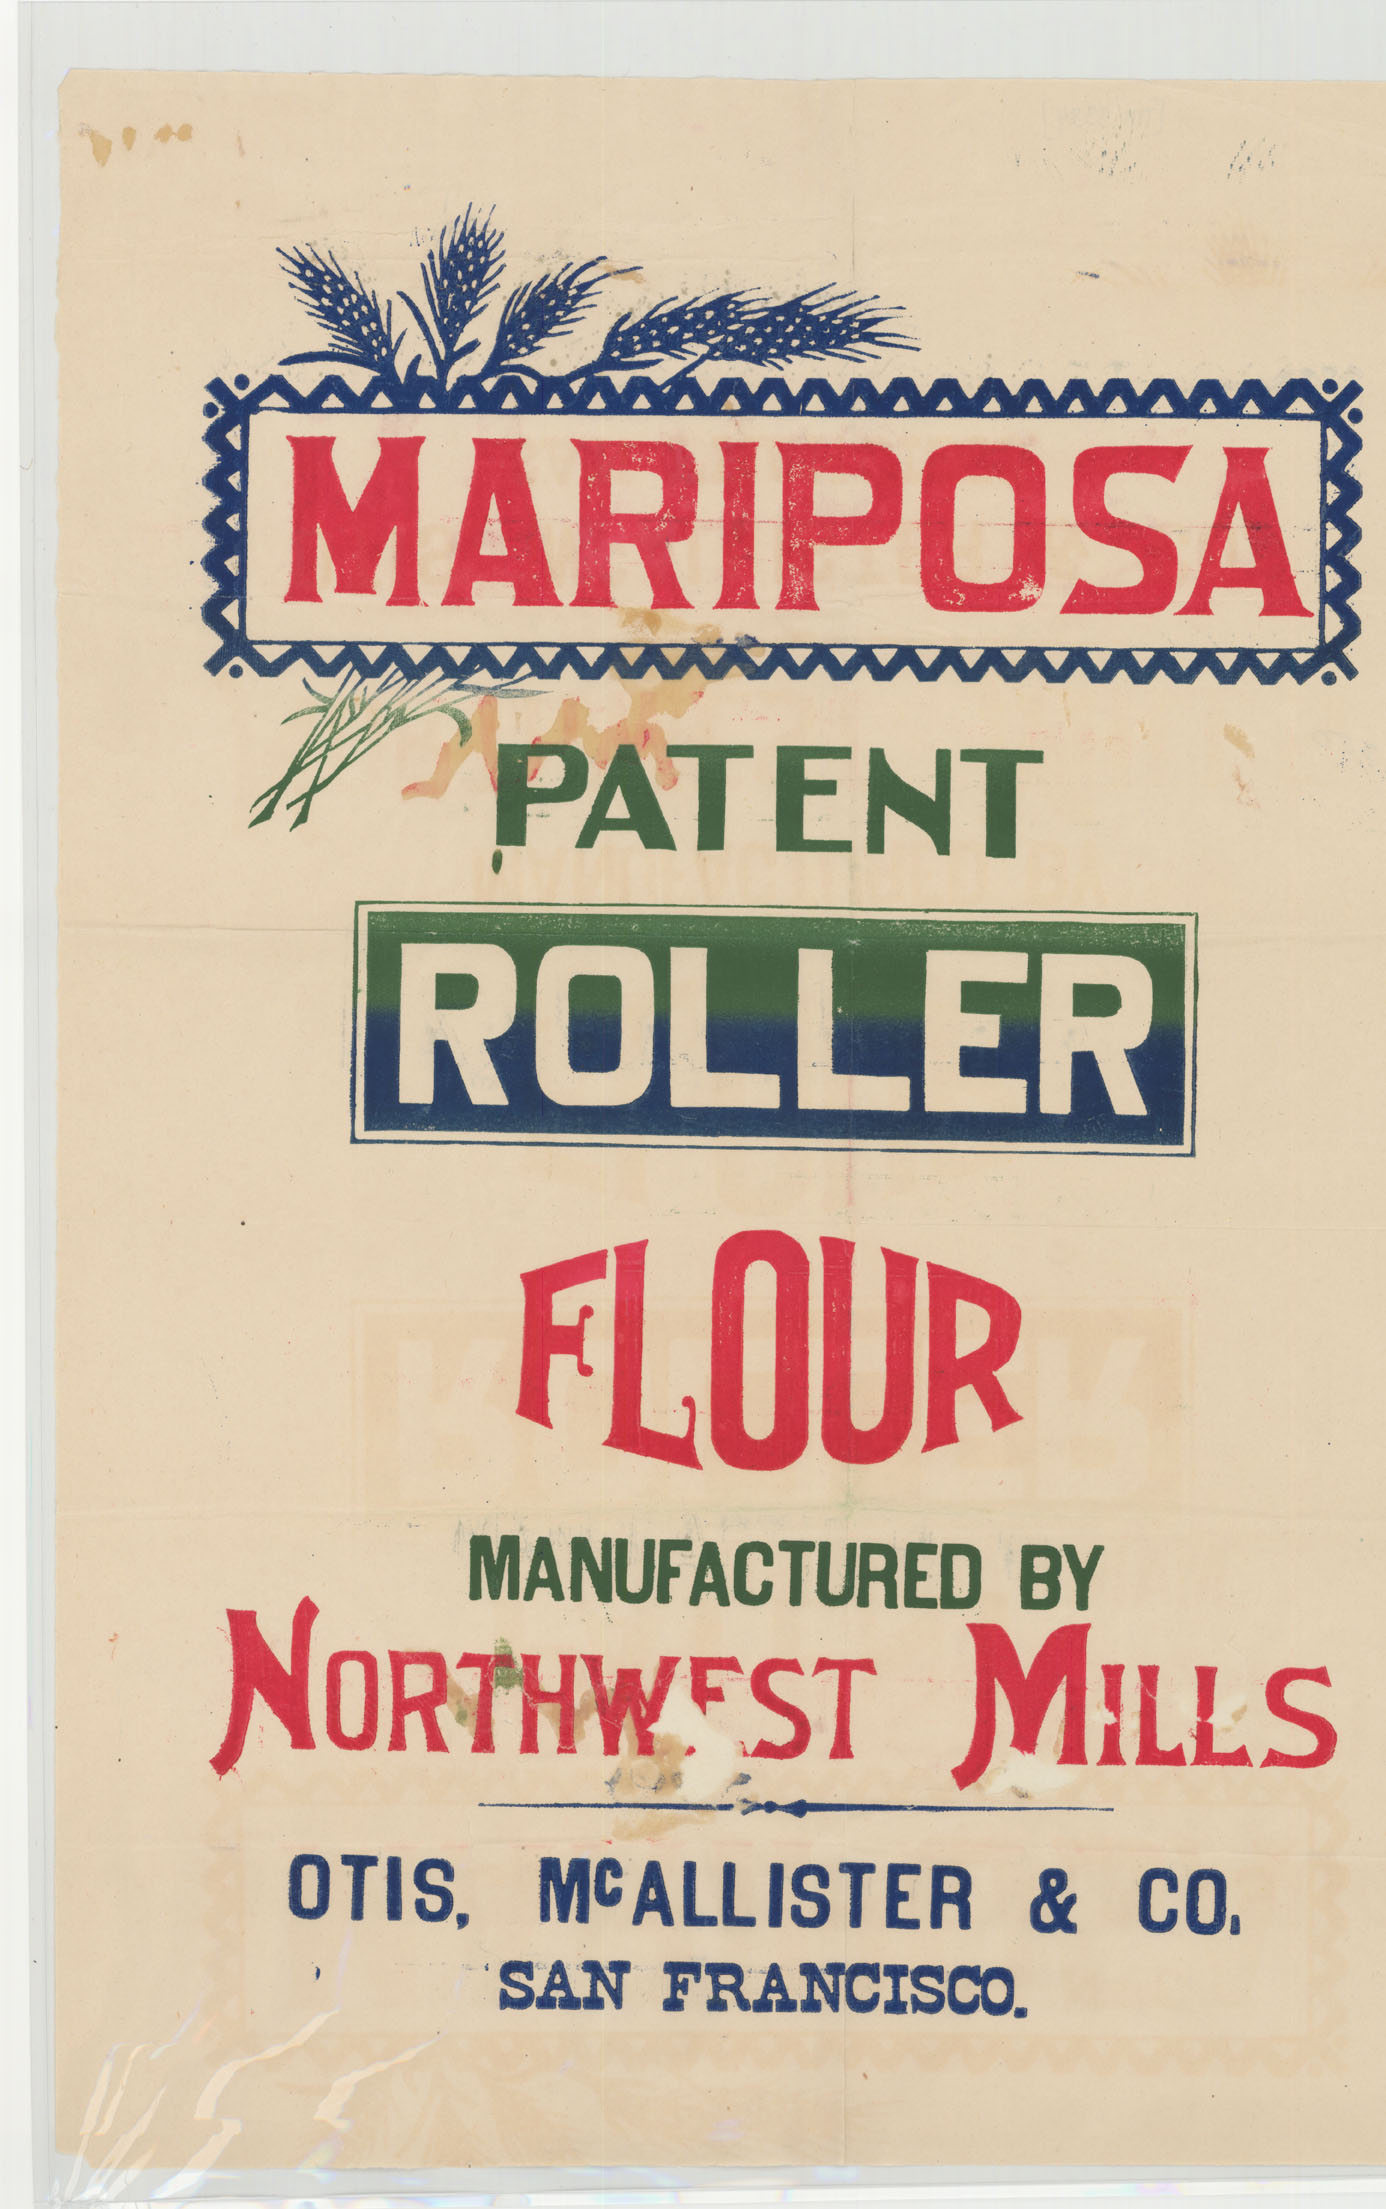 MARIPOSA
PATENT
ROLLER
FLOUR
MANUFACTURED BY
NORTHWEST MILLS
OTIS, McALLISTER & CO.
SAN FRANCISCO.